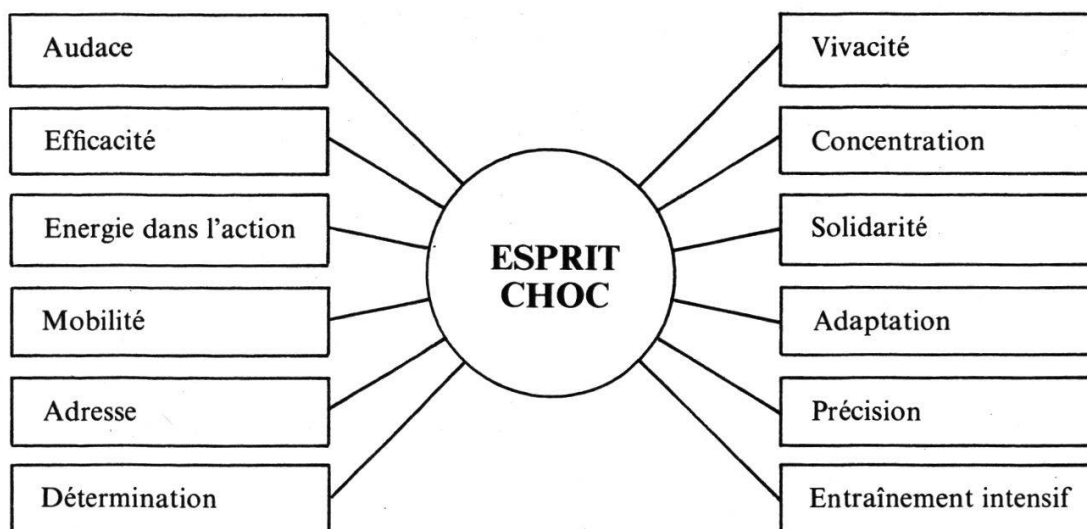 Audace
Efficacité
Energie dans l'action
Mobilité
Adresse
Détermination
ESPRIT
CHOC
Vivacité
Concentration
Solidarité
Adaptation
Précision
Entraînement intensif